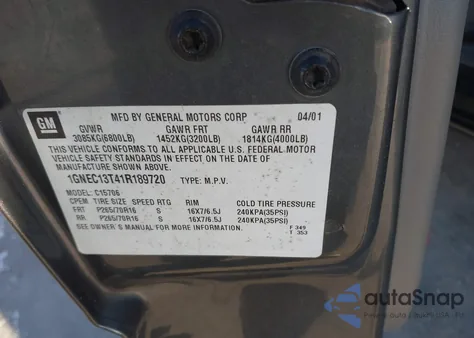 GM
MFD BY GENERAL MOTORS CORP 04/01
GVWR GAWR FRT GAWR RR
3085KG(6800LB) 1452KG(3200LB) 1814KG(4000LB)
THIS VEHICLE CONFORMS TO ALL APPLICABLE U.S. FEDERAL MOTOR
VEHICLE SAFETY STANDARDS IN EFFECT ON THE DATE OF
MANUFACTURE SHOWN ABOVE.
1GNEC13T41R189720 TYPE: M.P.V.
MODEL: C15706
CPEM TIRE SIZE SPEED RTG RIM COLD TIRE PRESSURE
FRT P265/70R16 S 16X7/6.5J 240KPA(35PSI)
RR P265/70R16 S 16X7/6.5J 240KPA(35PSI)
SEE OWNER'S MANUAL FOR MORE INFORMATION
F 349
T 353
autoSnap